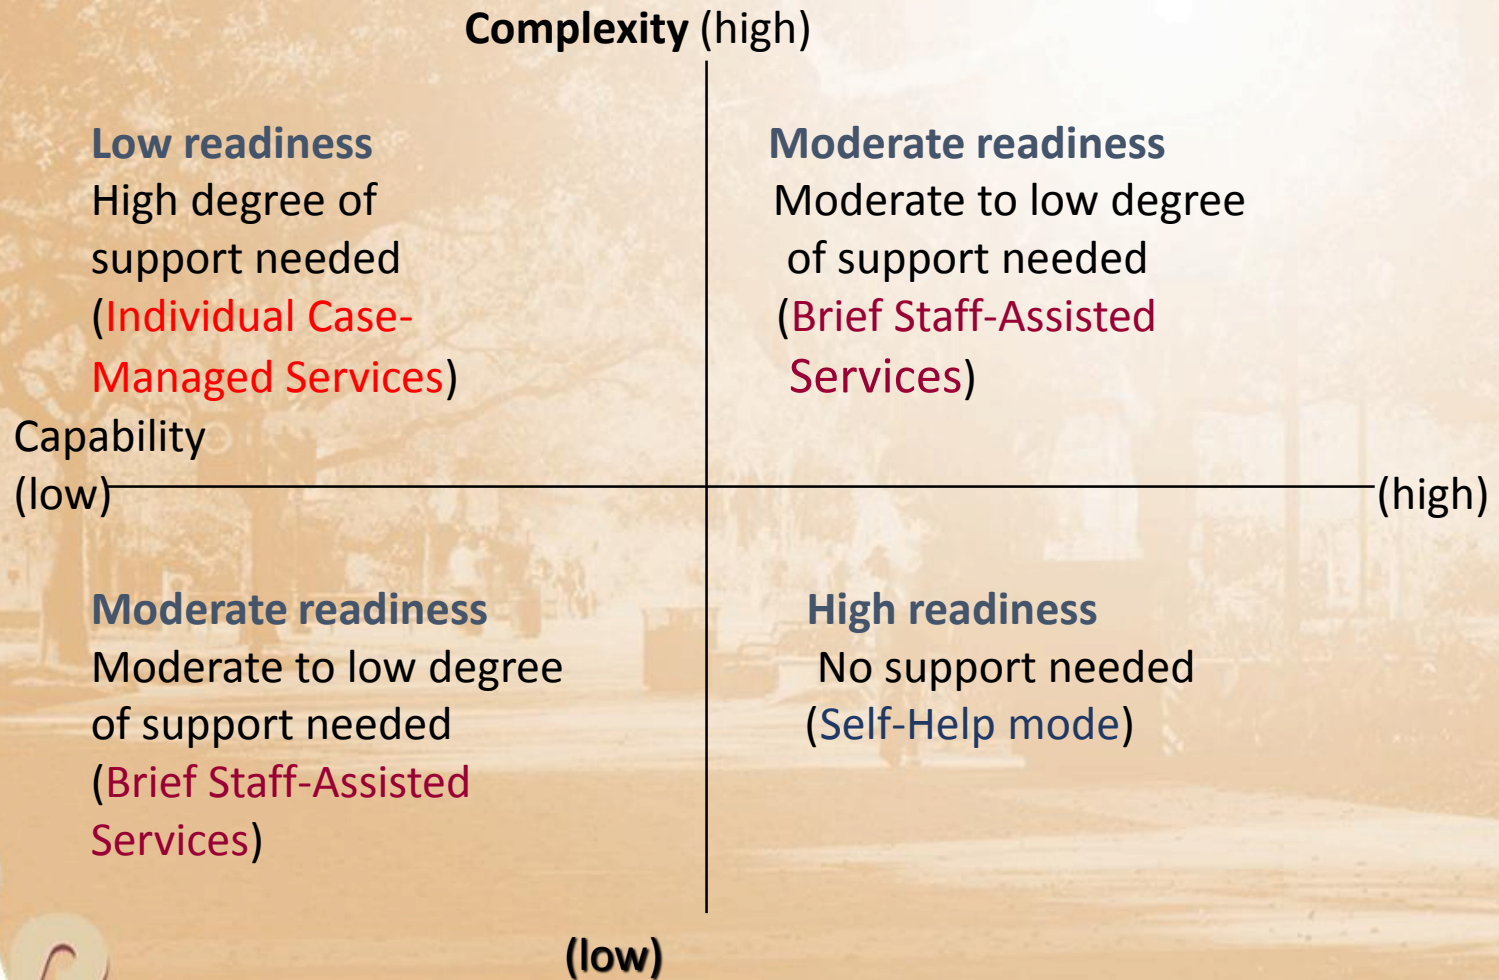 Complexity (high)
Low readiness
High degree of
support needed
(Individual Case-
Managed Services)
Moderate readiness
Moderate to low degree
of support needed
(Brief Staff-Assisted
Services)
Capability
(low)
(high)
Moderate readiness
Moderate to low degree
of support needed
(Brief Staff-Assisted
Services)
High readiness
No support needed
(Self-Help mode)
(low)